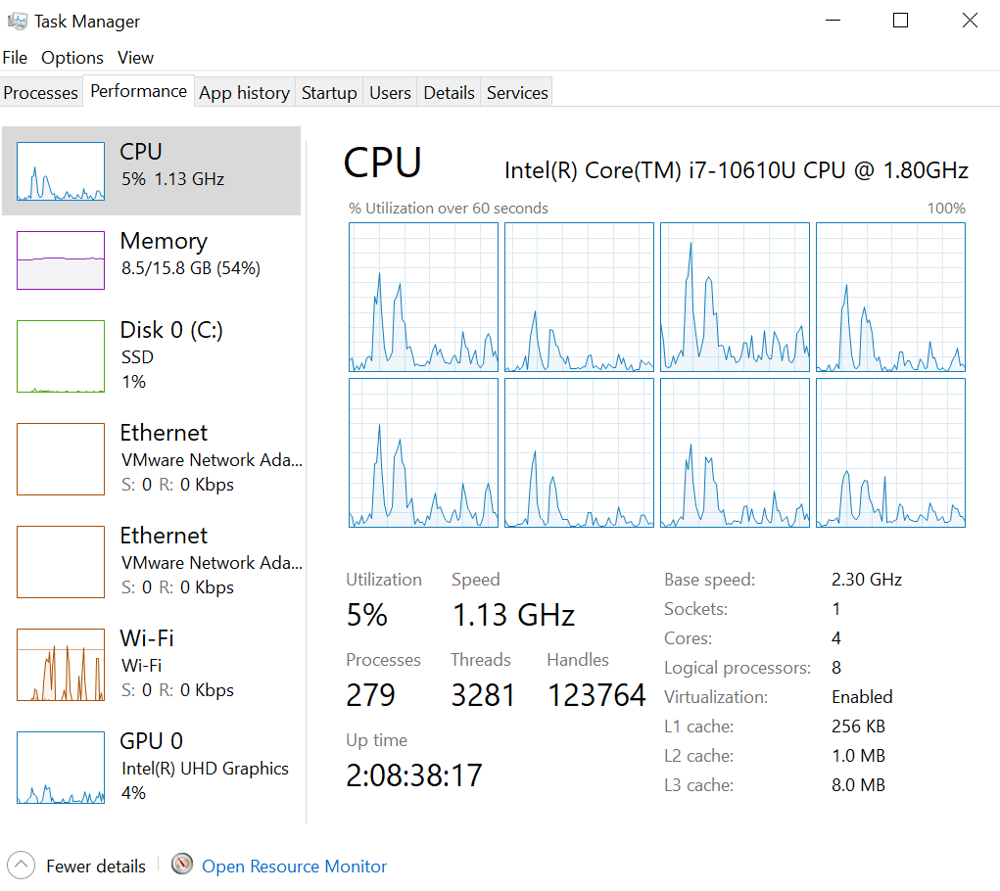 Task Manager
File Options View
Processes Performance App history Startup Users Details Services
CPU
5% 1.13 GHz
Memory
8.5/15.8 GB (54%)
Disk 0 (C:)
SSD
1%
Ethernet
VMware Network Ada...
S: 0 R: 0 Kbps
Ethernet
VMware Network Ada...
S: 0 R: 0 Kbps
Wi-Fi
Wi-Fi
S: 0 R: 0 Kbps
GPU 0
Intel(R) UHD Graphics
4%
CPU Intel(R) Core(TM) i7-10610U CPU @ 1.80GHz
% Utilization over 60 seconds 100%
Utilization Speed
5% 1.13 GHz
Processes Threads Handles
279 3281 123764
Up time
2:08:38:17
Base speed: 2.30 GHz
Sockets: 1
Cores: 4
Logical processors: 8
Virtualization: Enabled
L1 cache: 256 KB
L2 cache: 1.0 MB
L3 cache: 8.0 MB
Fewer details Open Resource Monitor